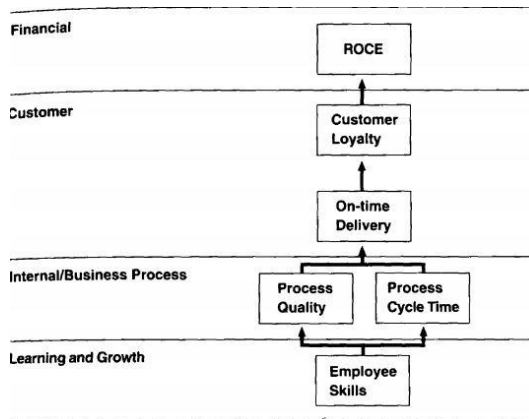 Financial
ROCE
Customer
Customer
Loyalty
On-time
Delivery
Internal/Business Process
Process
Quality
Process
Cycle Time
Learning and Growth
Employee
Skills